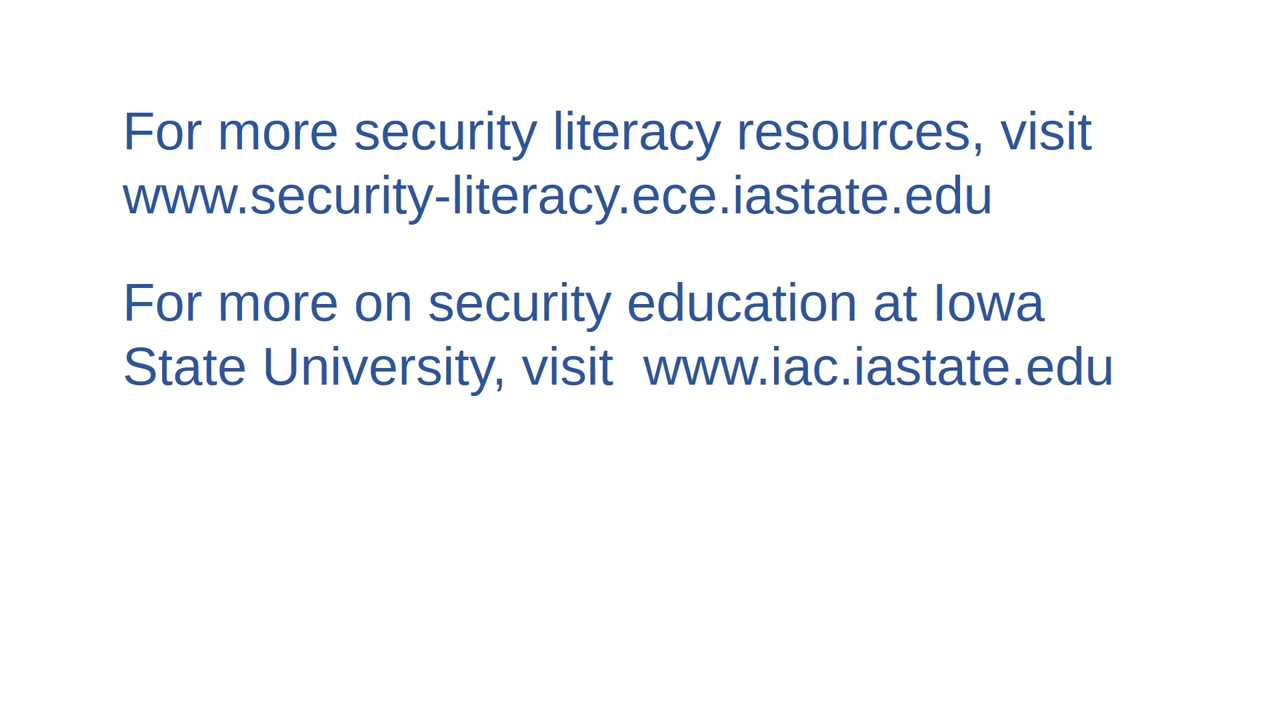 For more security literacy resources, visit
www.security-literacy.ece.iastate.edu
For more on security education at Iowa
State University, visit  www.iac.iastate.edu